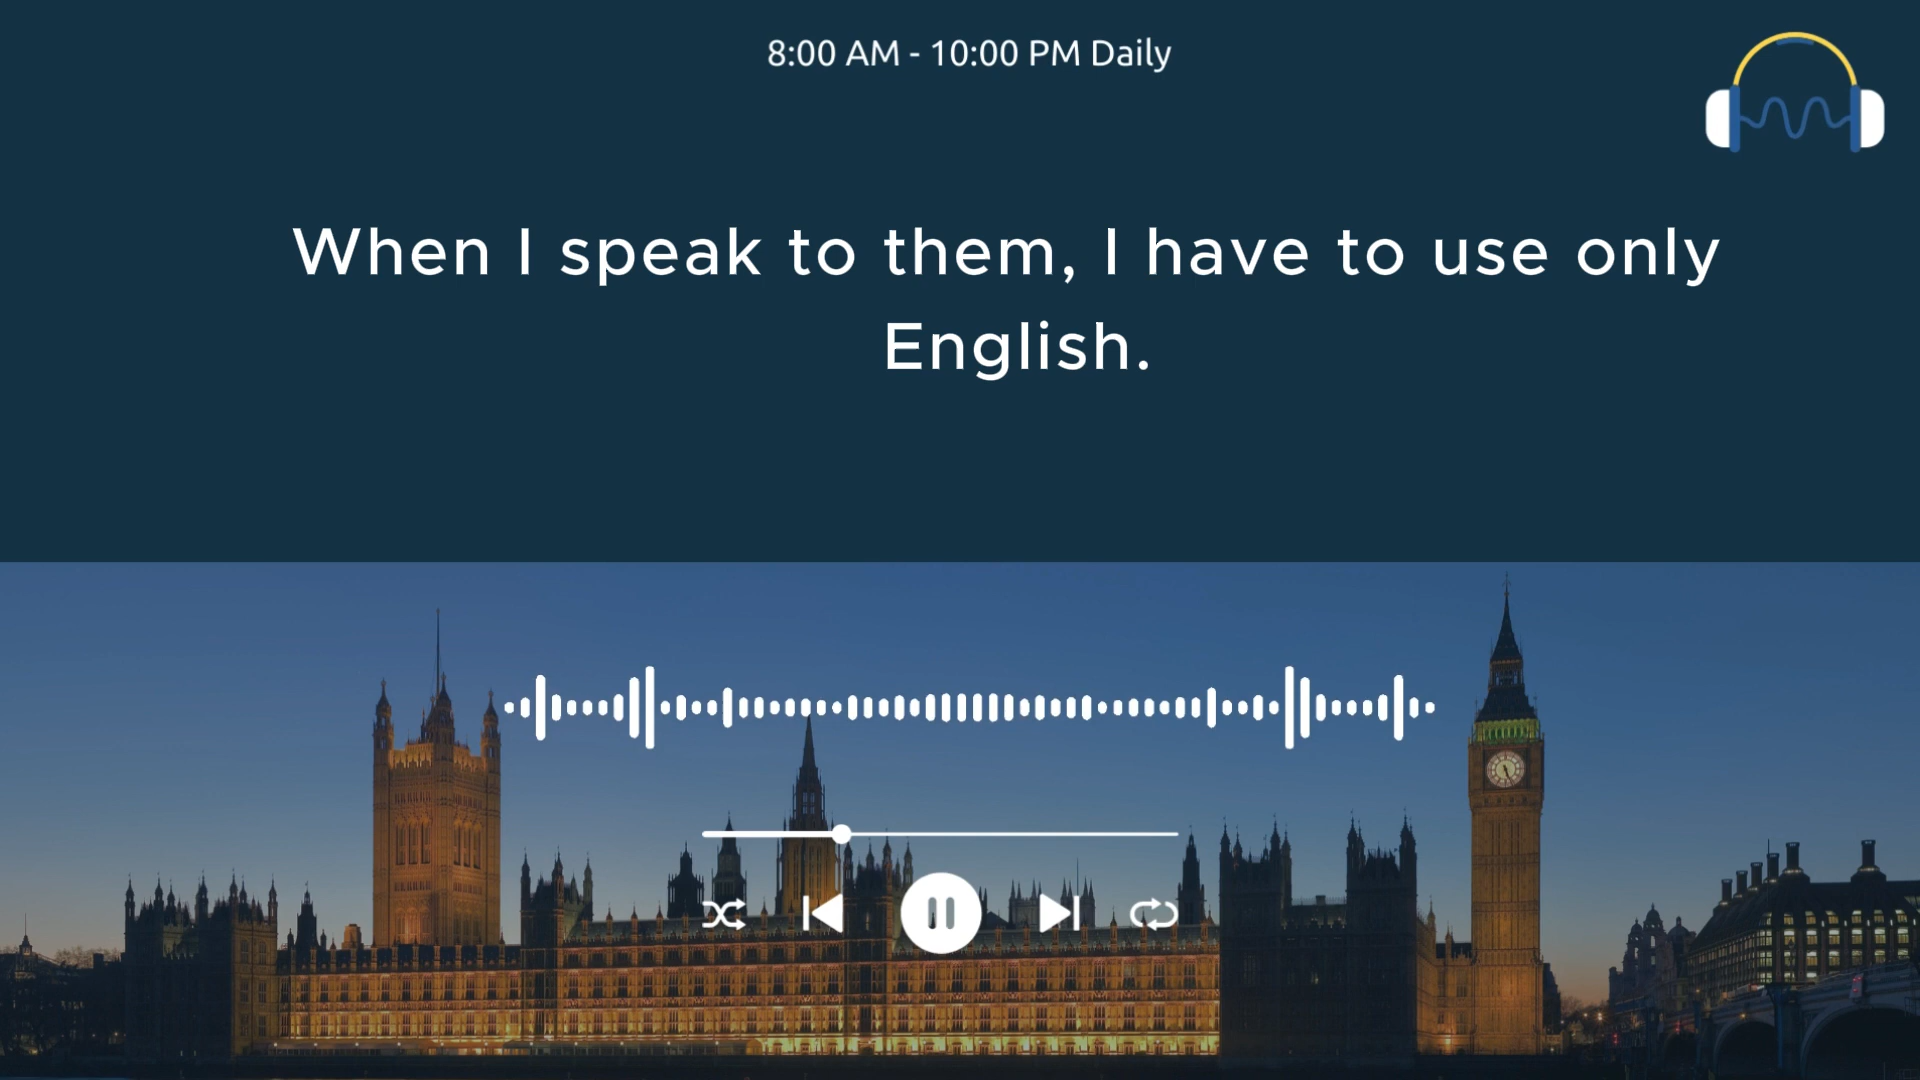 8:00 AM - 10:00 PM Daily
When I speak to them, I have to use only
English.